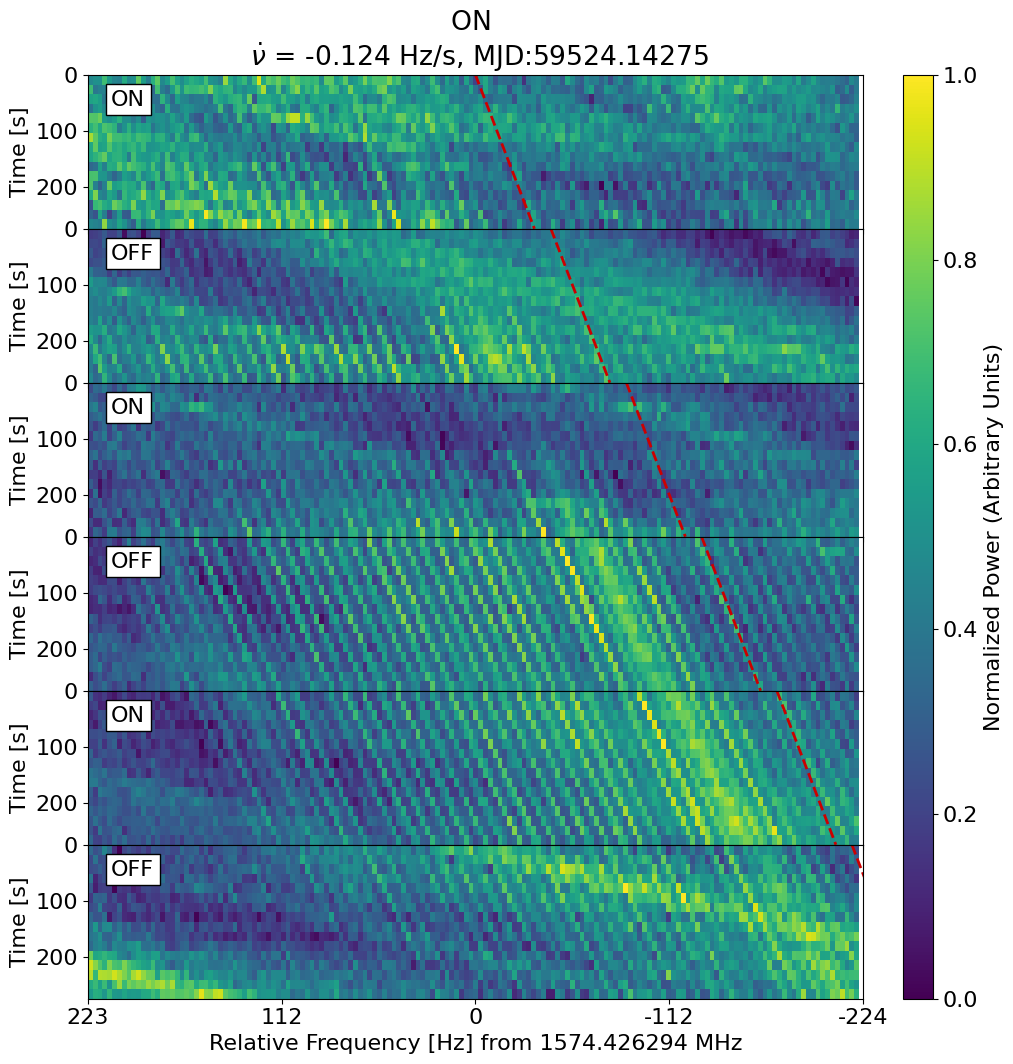 ON
ν̇ = -0.124 Hz/s, MJD:59524.14275
0
100
200
Time [s]
ON
0
100
200
Time [s]
OFF
0
100
200
Time [s]
ON
0
100
200
Time [s]
OFF
0
100
200
Time [s]
ON
0
100
200
Time [s]
OFF
223
112
0
-112
-224
Relative Frequency [Hz] from 1574.426294 MHz
1.0
0.8
0.6
0.4
0.2
0.0
Normalized Power (Arbitrary Units)